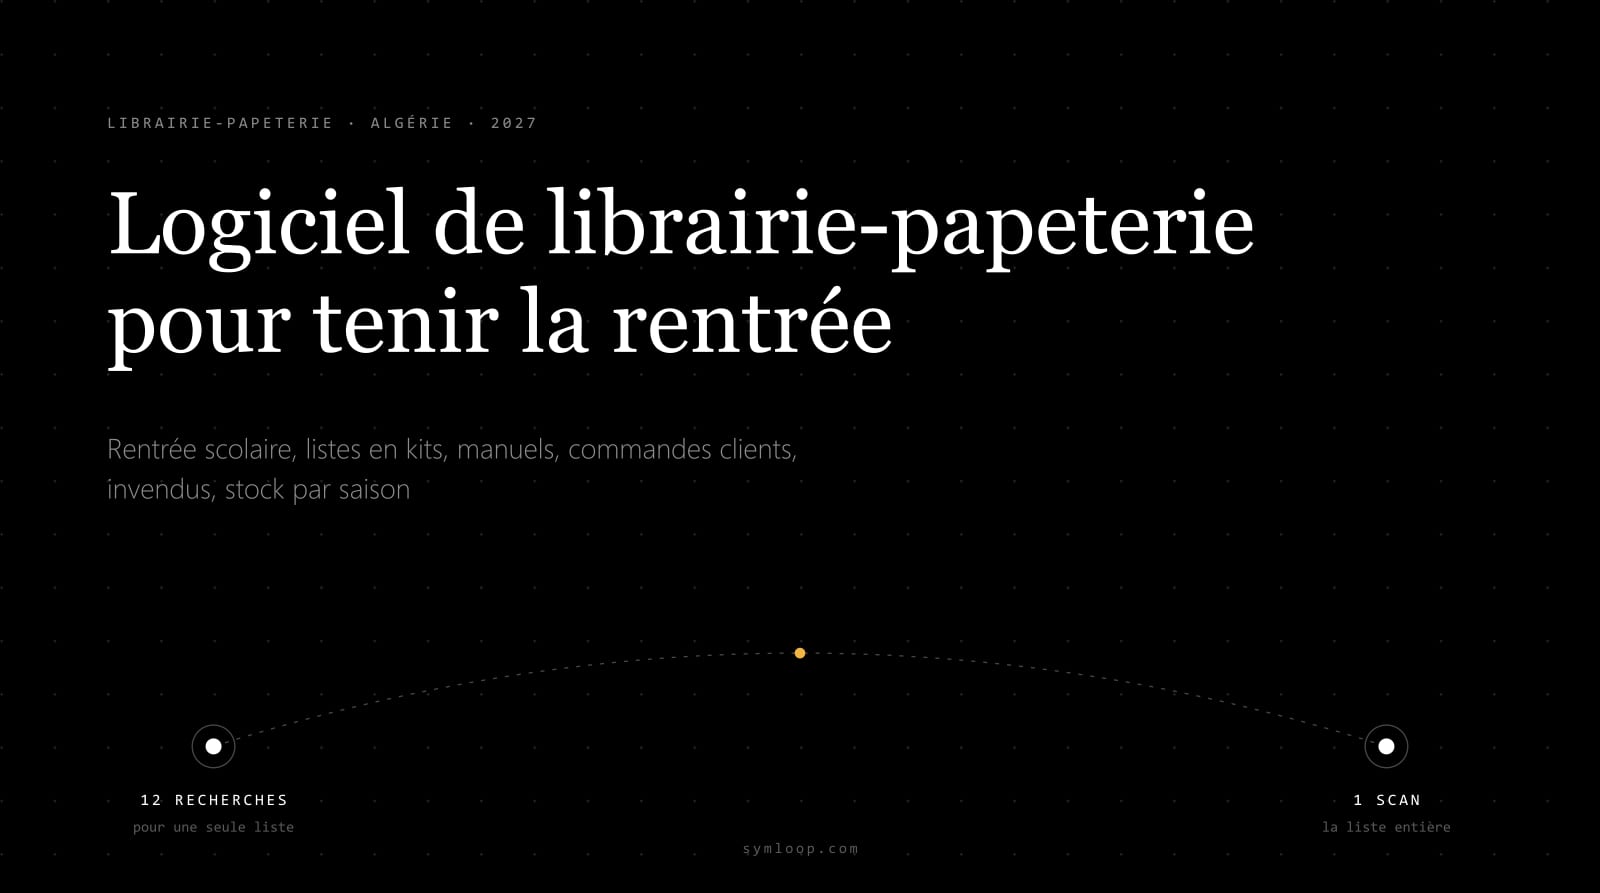 LIBRAIRIE-PAPETERIE · ALGÉRIE · 2027
Logiciel de librairie-papeterie
pour tenir la rentrée
Rentrée scolaire, listes en kits, manuels, commandes clients,
invendus, stock par saison
12 RECHERCHES
pour une seule liste
1 SCAN
la liste entière
symloop.com